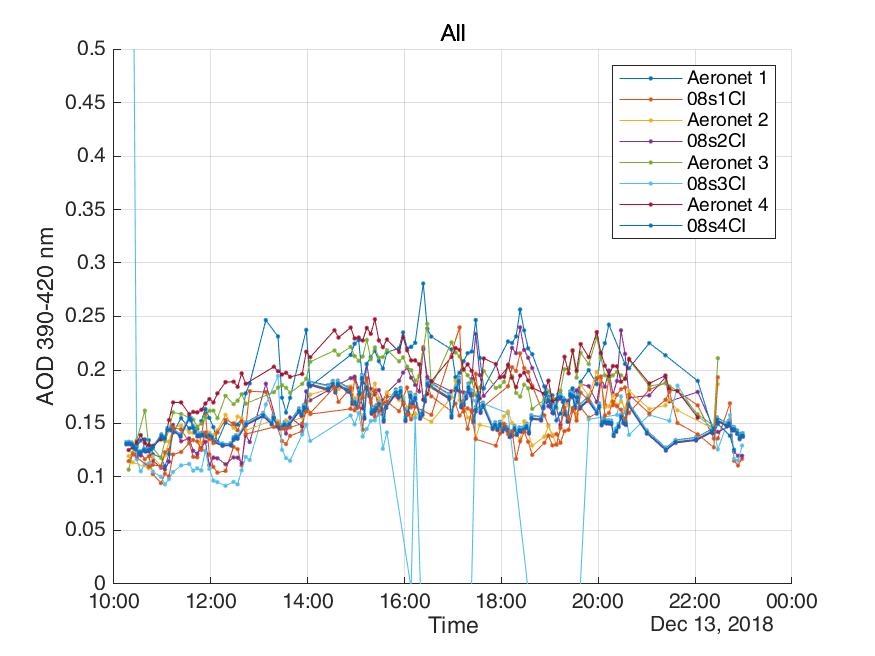 All
0.5
0.45
0.4
0.35
0.3
0.25
0.2
0.15
0.1
0.05
0
AOD 390-420 nm
Aeronet 1
08s1CI
Aeronet 2
08s2CI
Aeronet 3
08s3CI
Aeronet 4
08s4CI
10:00 12:00 14:00 16:00 18:00 20:00 22:00 00:00
Time
Dec 13, 2018